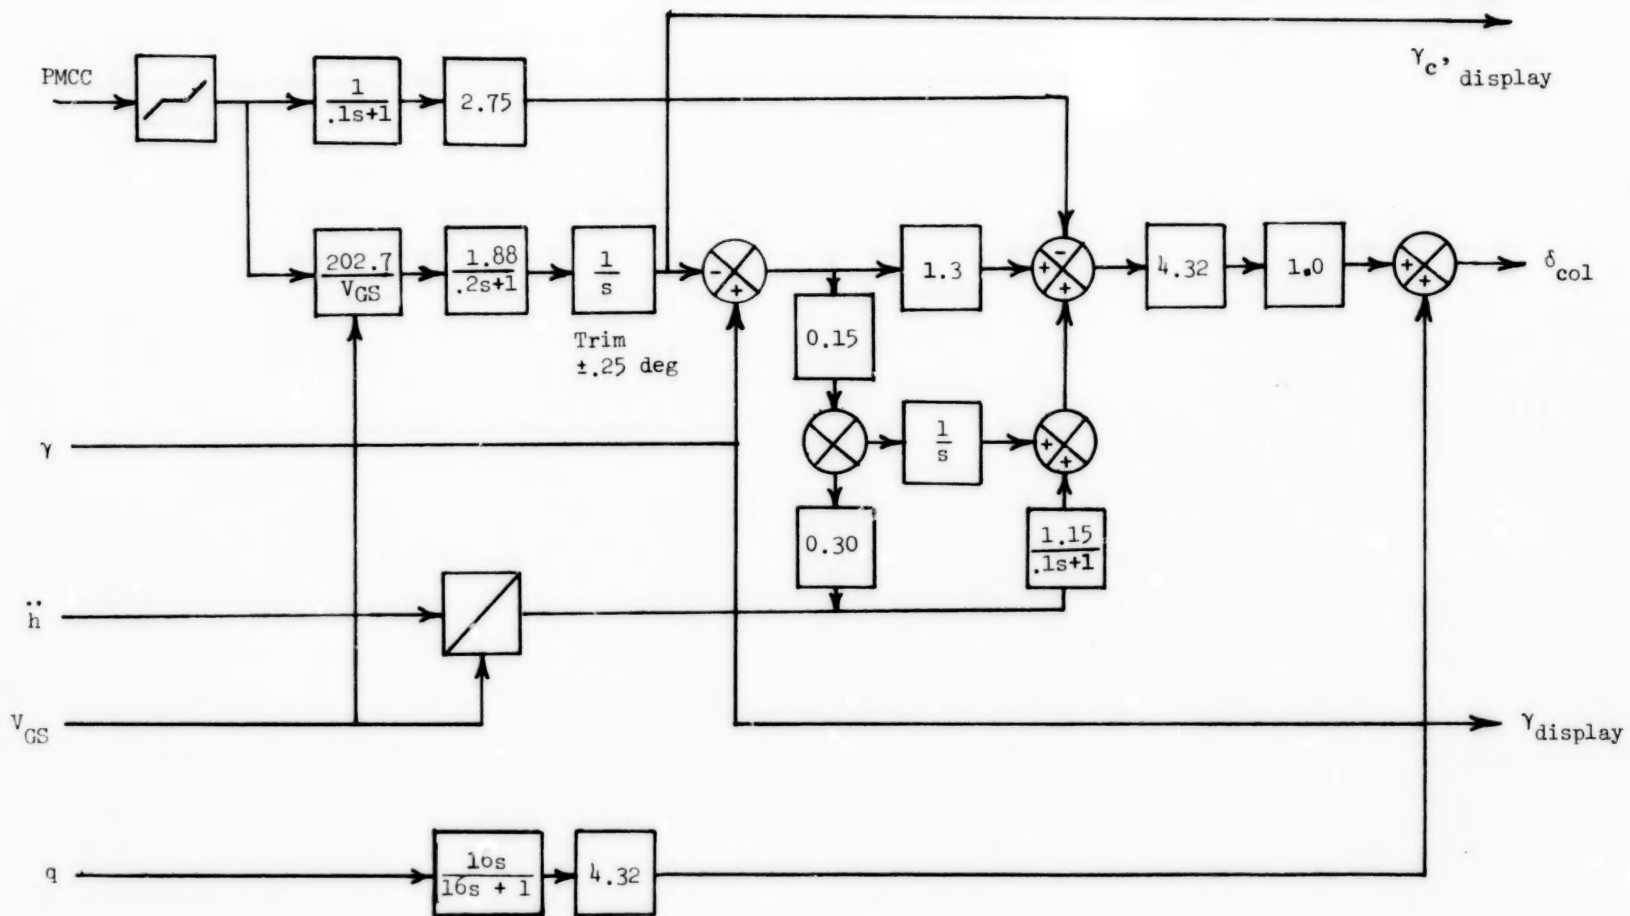 γc, display
PMCC
1
.1s+1
2.75
202.7
VGS
1.88
.2s+1
1
s
Trim
±.25 deg
-
+
1.3
-
+
+
4.32
1.0
+
+
δcol
0.15
γ
1
s
+
+
0.30
1.15
.1s+1
ḧ
VGS
γdisplay
q
16s
16s + 1
4.32